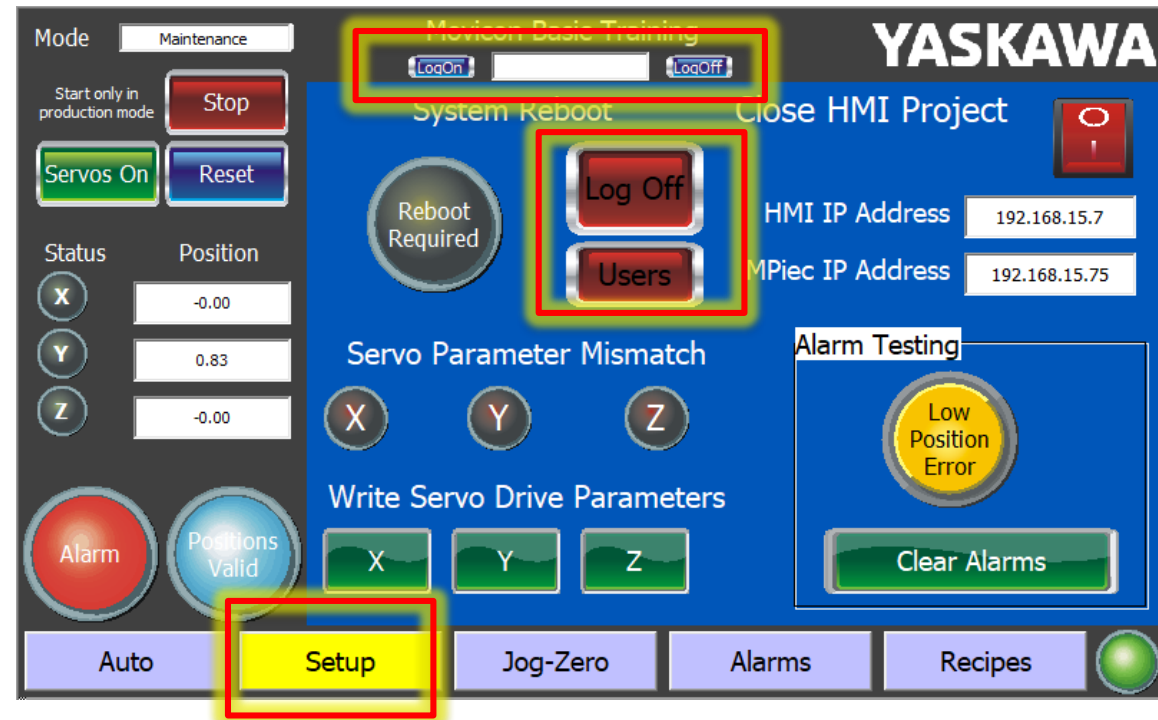 Mode
Maintenance
Movicon Basic Training
LogOn
LogOff
YASKAWA
Start only in
production mode
Stop
Servos On
Reset
Status
Position
X
-0.00
Y
0.83
Z
-0.00
Alarm
Positions
Valid
System Reboot
Reboot
Required
Log Off
Users
Close HMI Project
HMI IP Address
192.168.15.7
MPiec IP Address
192.168.15.75
Servo Parameter Mismatch
X
Y
Z
Write Servo Drive Parameters
X
Y
Z
Alarm Testing
Low
Position
Error
Clear Alarms
Auto
Setup
Jog-Zero
Alarms
Recipes